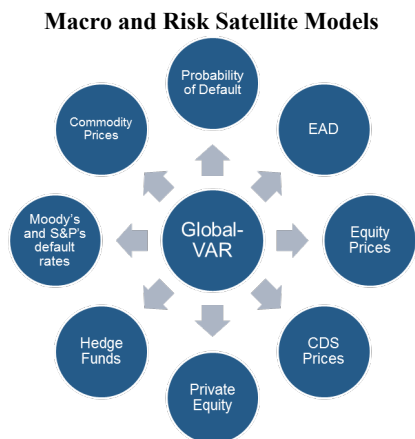 Macro and Risk Satellite Models
Probability
of Default
EAD
Equity
Prices
CDS
Prices
Private
Equity
Hedge
Funds
Moody's
and S&P's
default
rates
Commodity
Prices
Global-
VAR